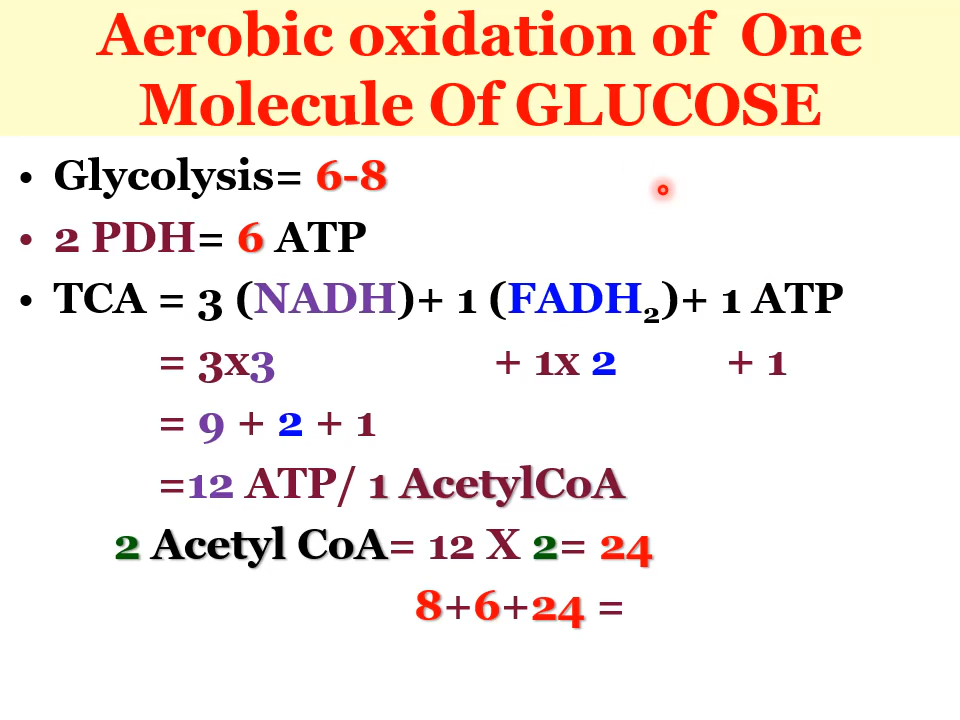 Aerobic oxidation of One
Molecule Of GLUCOSE
• Glycolysis= 6-8
• 2 PDH= 6 ATP
• TCA = 3 (NADH)+ 1 (FADH₂)+ 1 ATP
= 3x3 + 1x 2 + 1
= 9 + 2 + 1
=12 ATP/ 1 AcetylCoA
2 Acetyl CoA= 12 X 2= 24
8+6+24 =